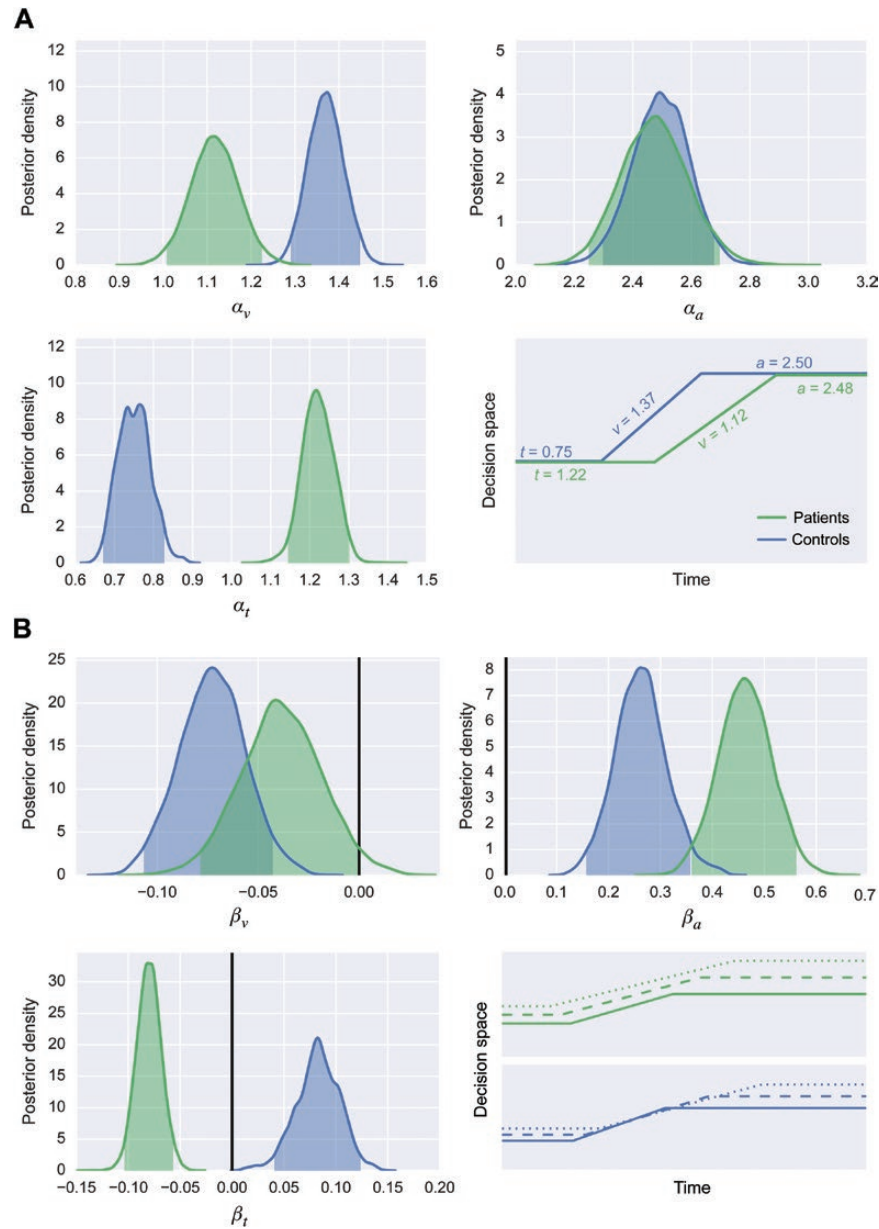 A
Posterior density
12
10
8
6
4
2
0
0.8 0.9 1.0 1.1 1.2 1.3 1.4 1.5 1.6
αv
Posterior density
5
4
3
2
1
0
2.0 2.2 2.4 2.6 2.8 3.0 3.2
αa
Posterior density
12
10
8
6
4
2
0
0.6 0.7 0.8 0.9 1.0 1.1 1.2 1.3 1.4 1.5
αt
Decision space
a = 2.50
a = 2.48
v = 1.37
v = 1.12
t = 0.75
t = 1.22
Patients
Controls
Time
B
Posterior density
25
20
15
10
5
0
−0.10 −0.05 0.00
βv
Posterior density
8
7
6
5
4
3
2
1
0
0.0 0.1 0.2 0.3 0.4 0.5 0.6 0.7
βa
Posterior density
30
25
20
15
10
5
0
−0.15 −0.10 −0.05 0.00 0.05 0.10 0.15 0.20
βt
Decision space
Time